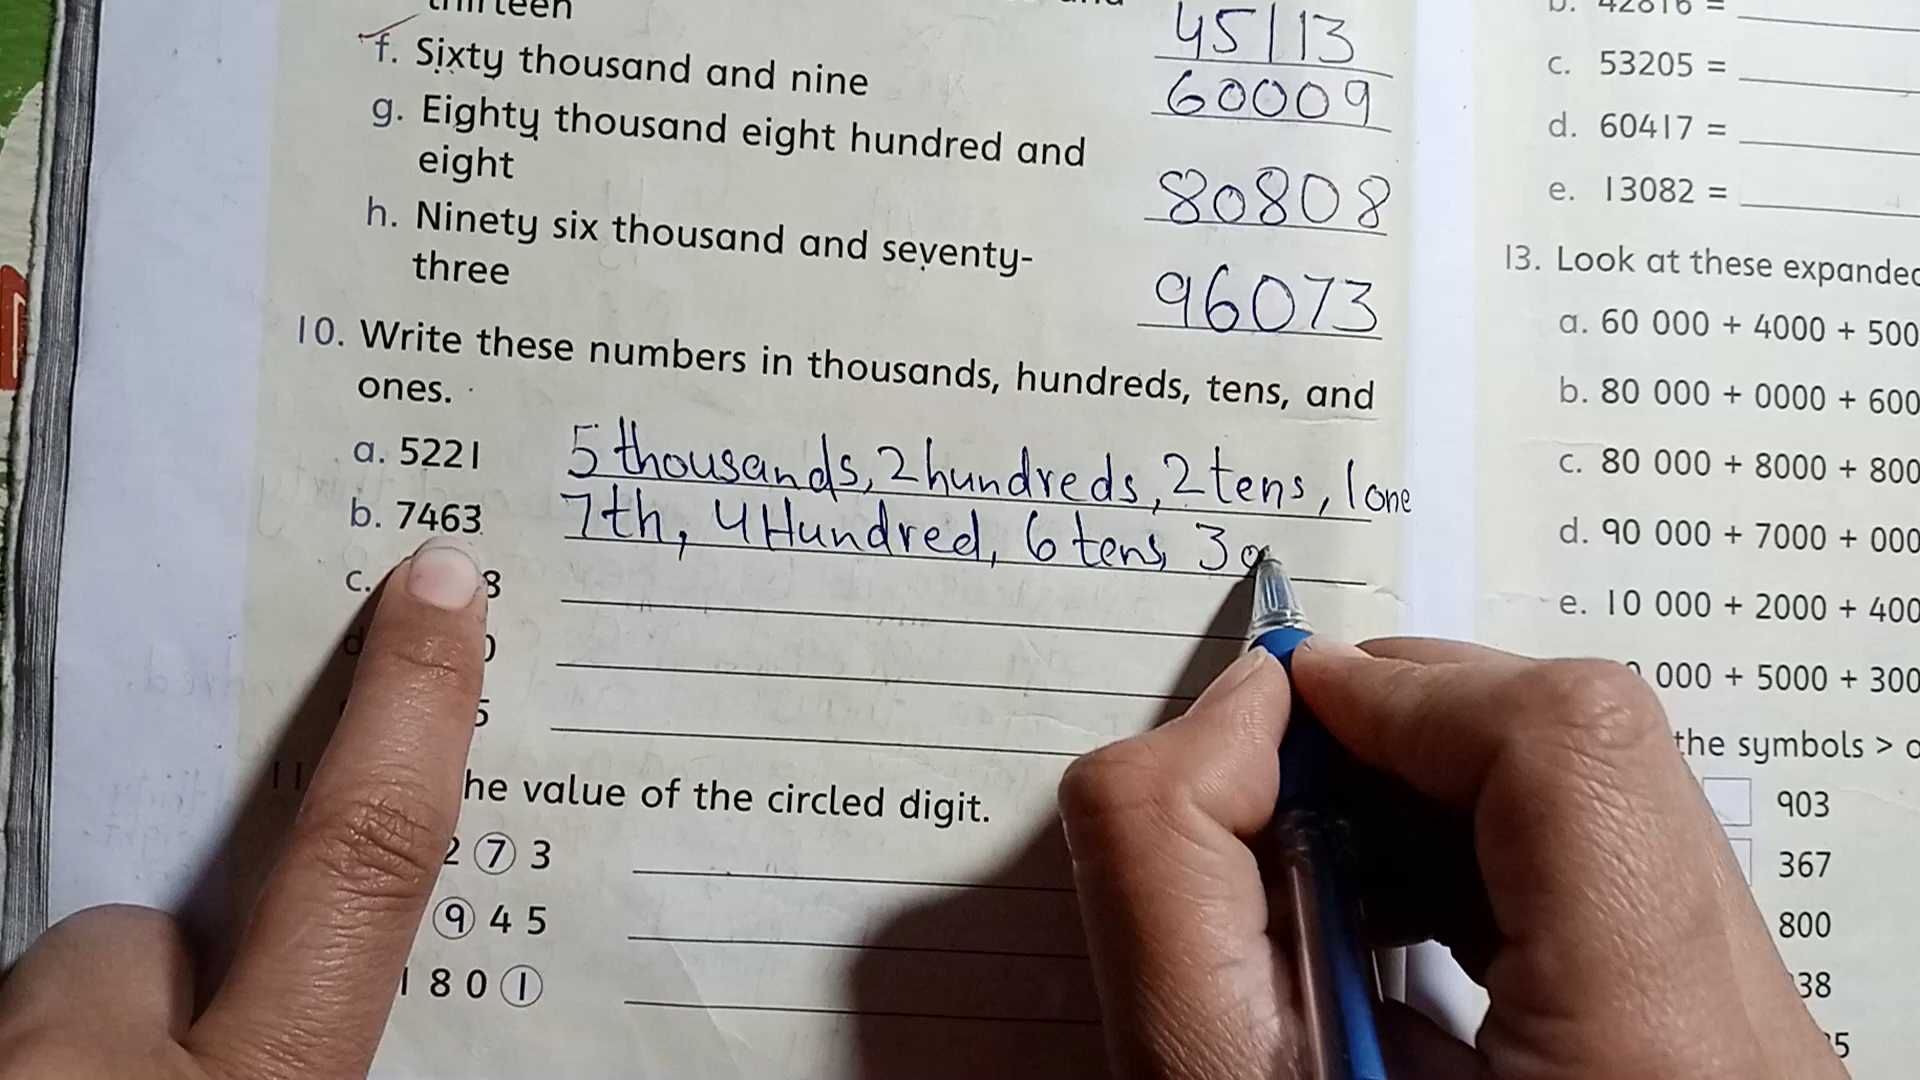 f. Sixty thousand and nine 60009
45113
g. Eighty thousand eight hundred and
eight 80808
h. Ninety six thousand and seventy-
three 96073
10. Write these numbers in thousands, hundreds, tens, and
ones.
a. 5221 5 thousands, 2 hundreds, 2 tens, 1 one
b. 7463 7th, 4 Hundred, 6 tens, 3 o
c. 8
5
he value of the circled digit.
2 7 3
9 4 5
1 8 0 1
c. 53205 =
d. 60417 =
e. 13082 =
13. Look at these expanded
a. 60 000 + 4000 + 500
b. 80 000 + 0000 + 600
c. 80 000 + 8000 + 800
d. 90 000 + 7000 + 000
e. 10 000 + 2000 + 400
000 + 5000 + 300
the symbols >
903
367
800
38
5